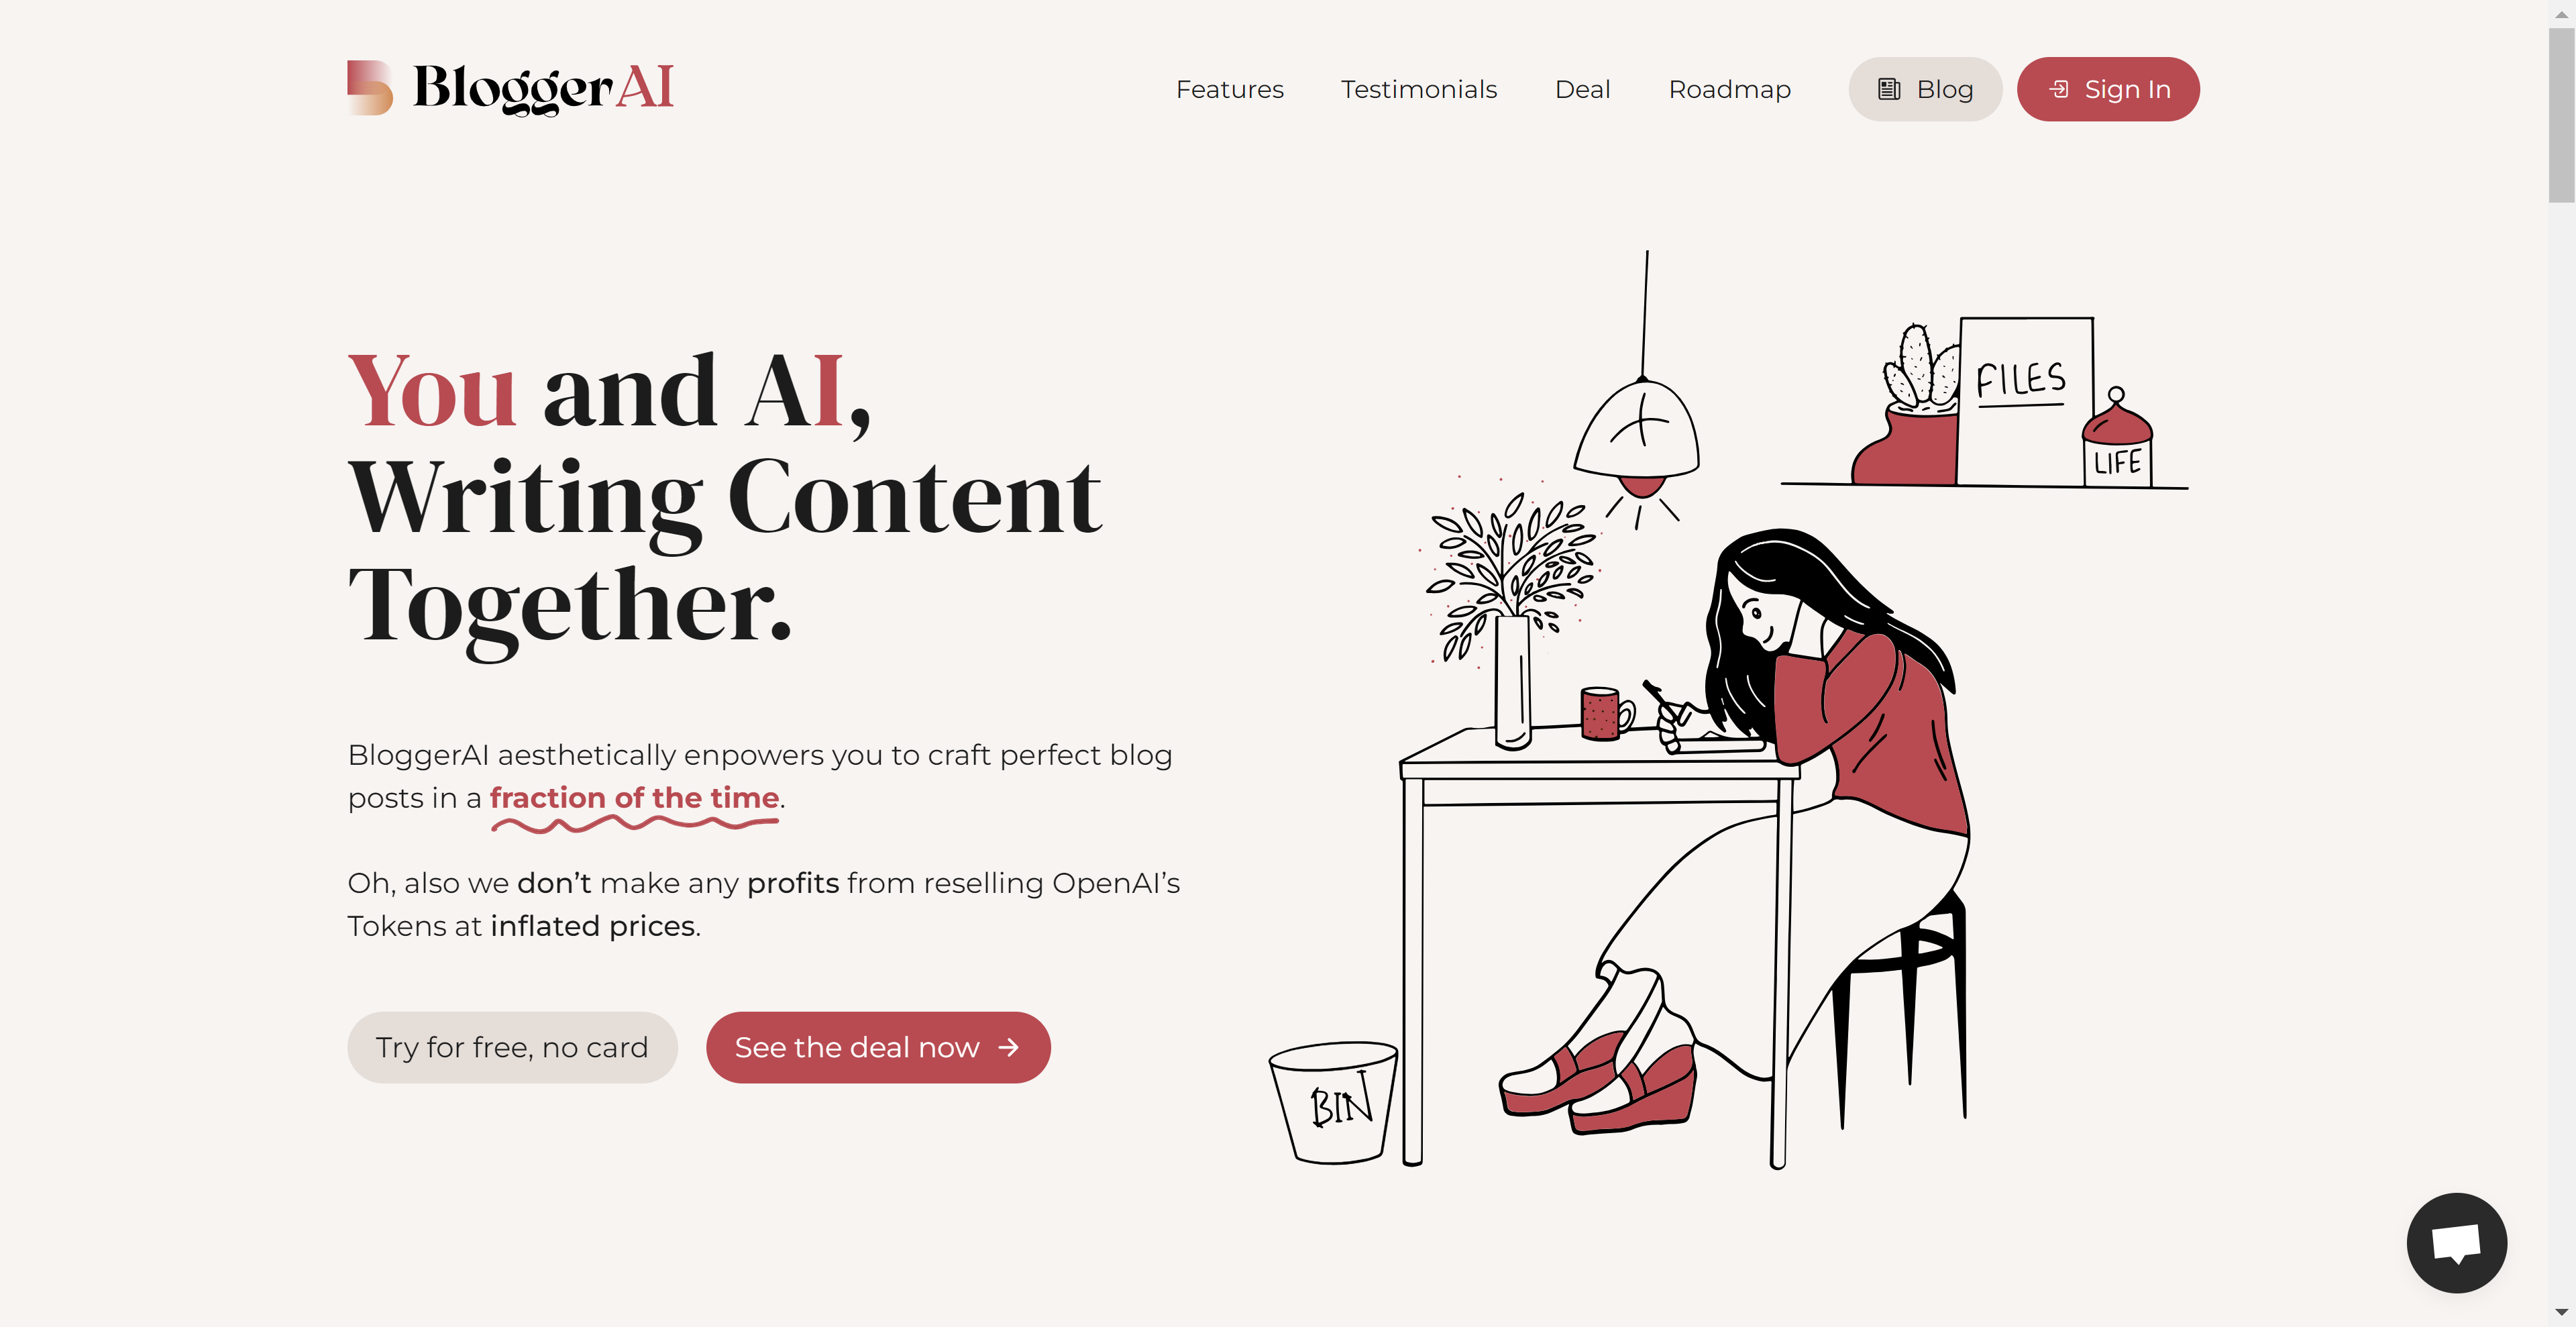 BloggerAI
Features
Testimonials
Deal
Roadmap
Blog
Sign In
You and AI,
Writing Content
Together.
BloggerAI aesthetically enpowers you to craft perfect blog
posts in a fraction of the time.
Oh, also we don’t make any profits from reselling OpenAI’s
Tokens at inflated prices.
Try for free, no card
See the deal now
FILES
LIFE
BIN